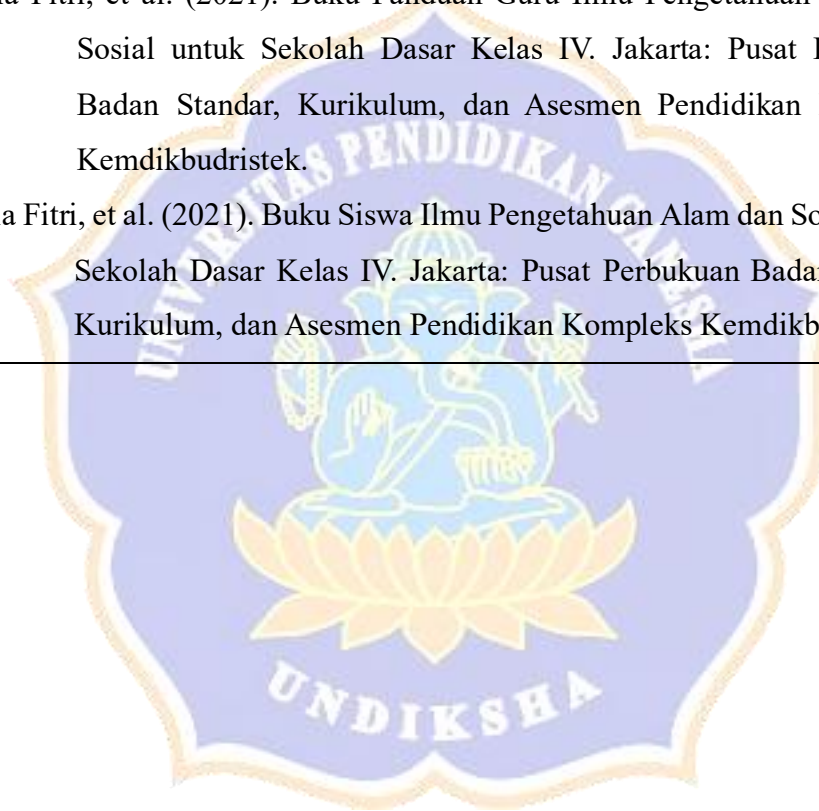 Fitri, et al. (2021). Buku Panduan Guru Ilmu Pengetahuan
Sosial untuk Sekolah Dasar Kelas IV. Jakarta: Pusat
Badan Standar, Kurikulum, dan Asesmen Pendidikan
Kemdikbudristek.
Fitri, et al. (2021). Buku Siswa Ilmu Pengetahuan Alam dan So
Sekolah Dasar Kelas IV. Jakarta: Pusat Perbukuan Badan
Kurikulum, dan Asesmen Pendidikan Kompleks Kemdikb
UNIVERSITAS PENDIDIKAN GANESHA
UNDIKSHA